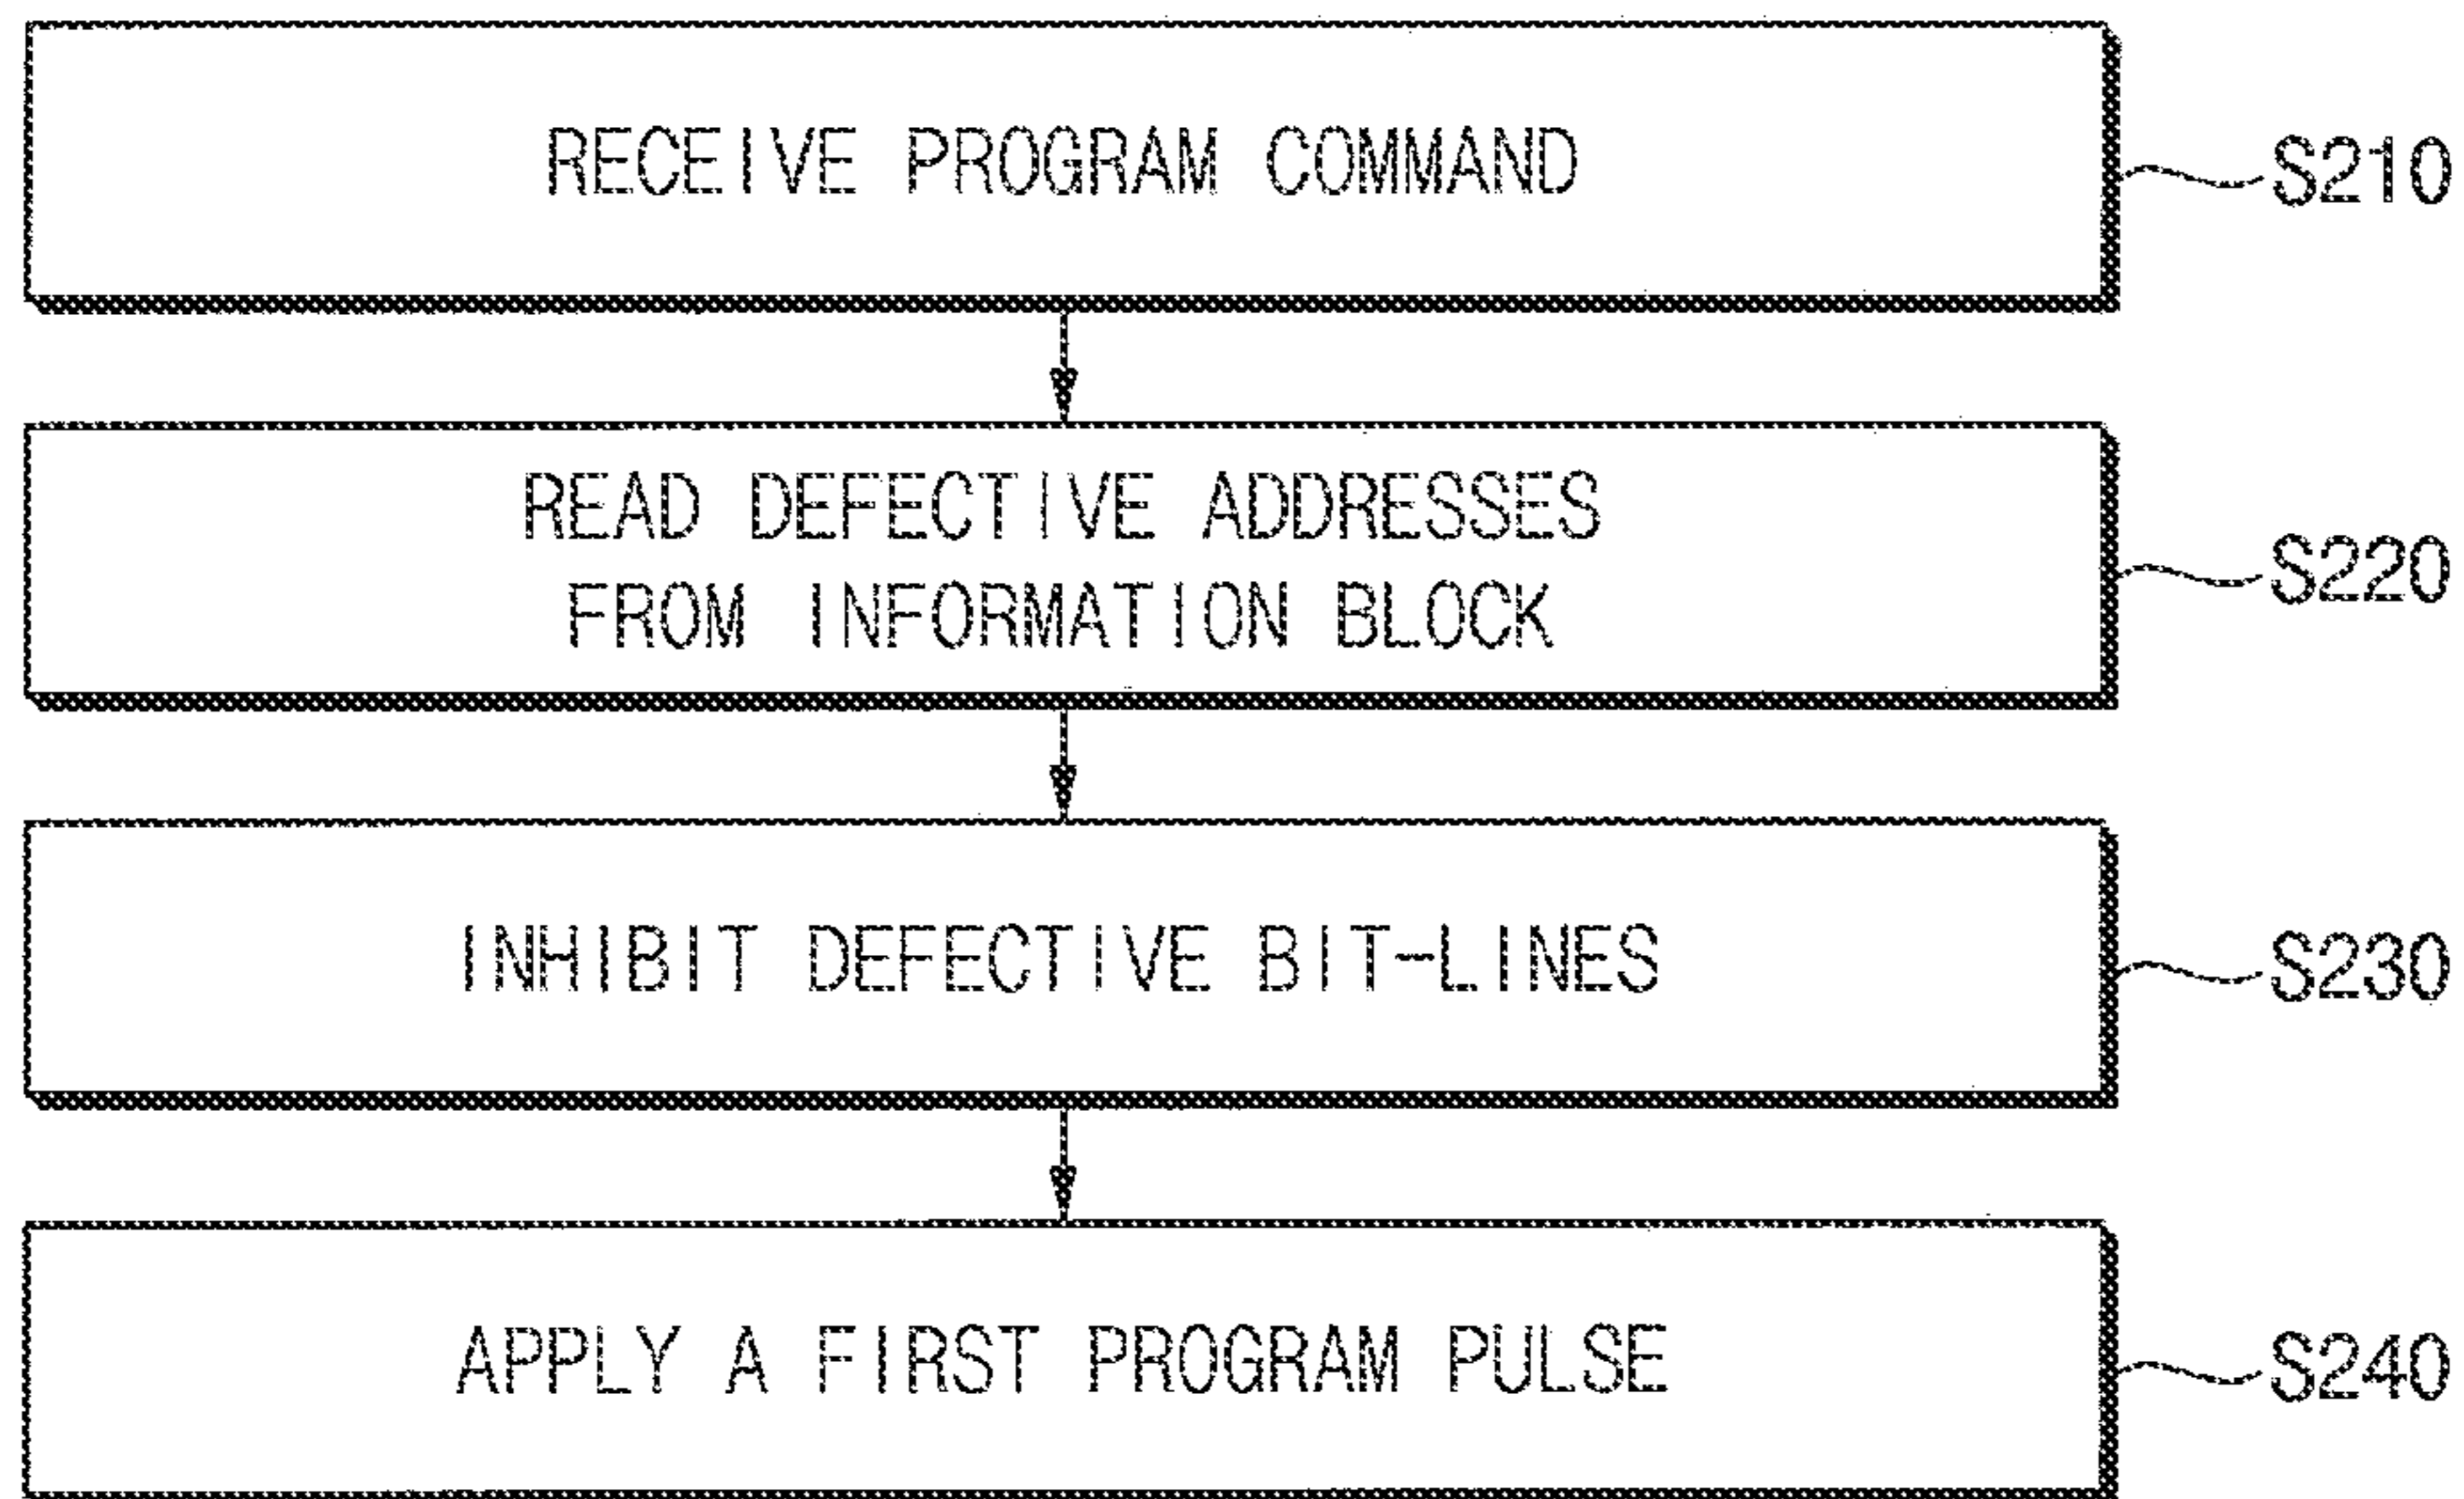 RECEIVE PROGRAM COMMAND
S210
READ DEFECTIVE ADDRESSES
FROM INFORMATION BLOCK
S220
INHIBIT DEFECTIVE BIT-LINES
S230
APPLY A FIRST PROGRAM PULSE
S240